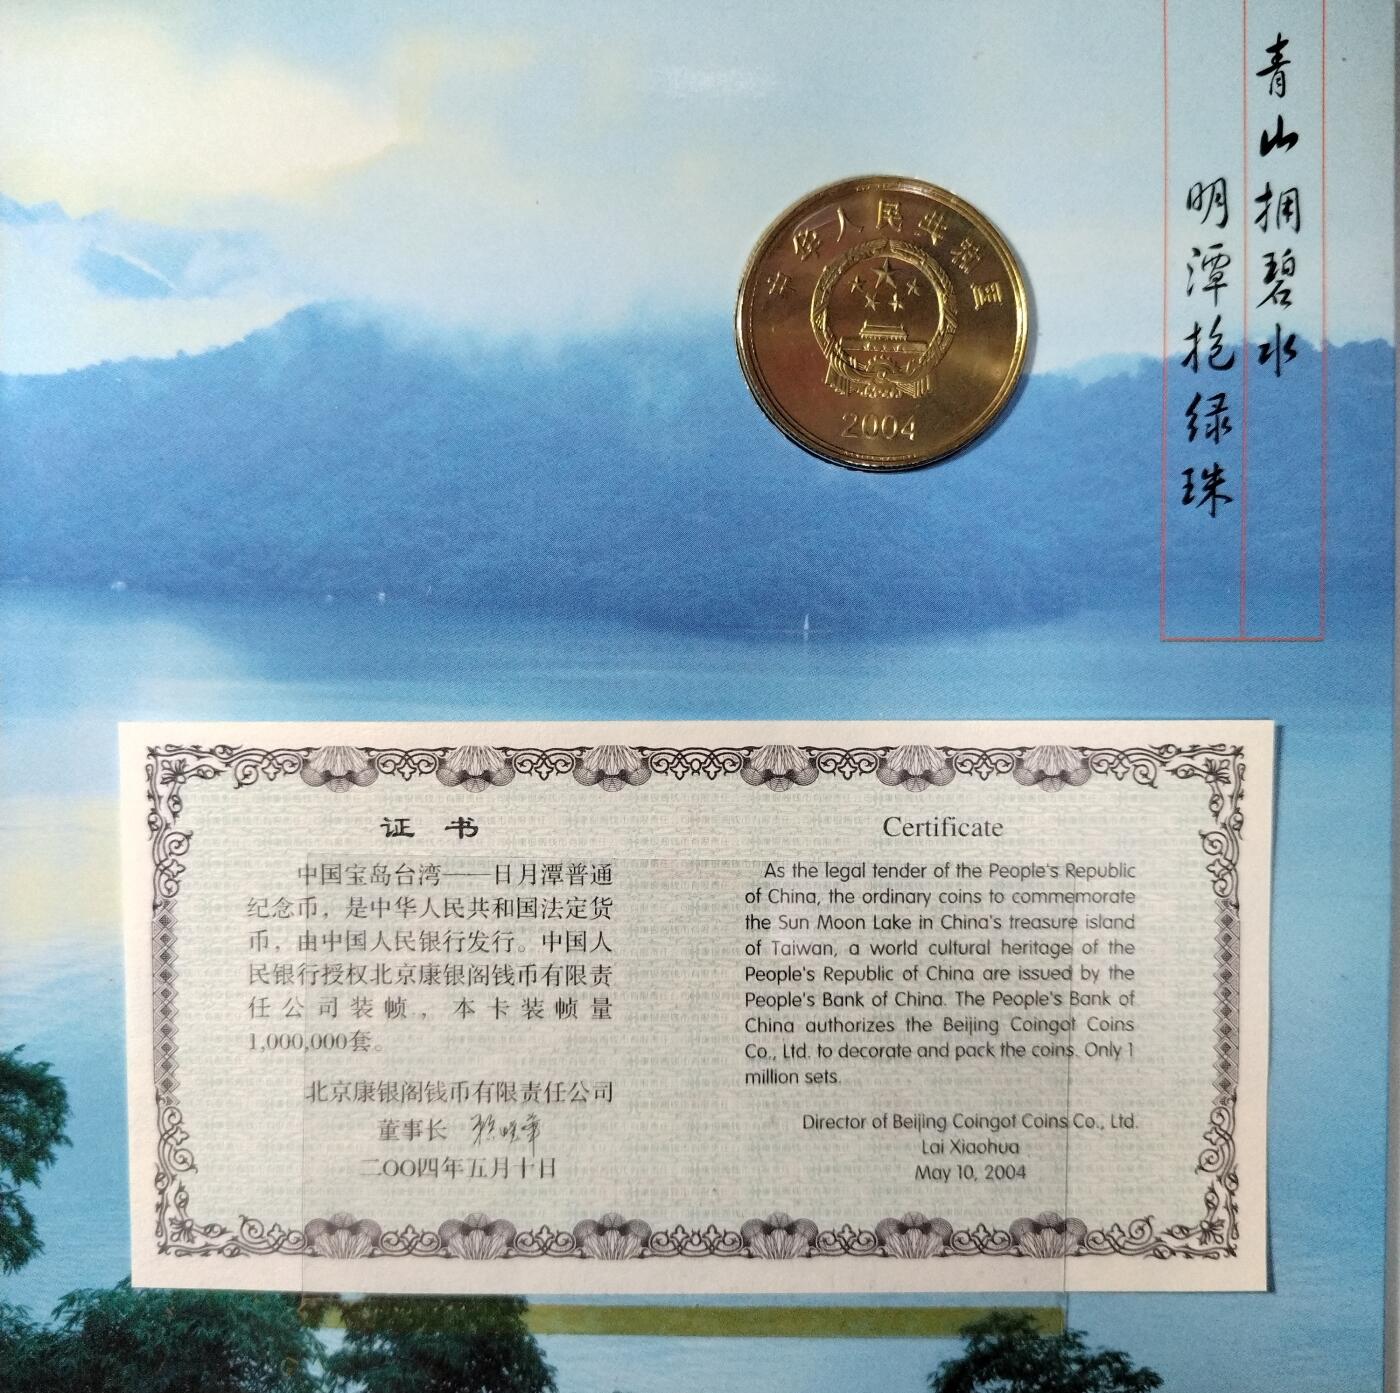 青山拥碧水
明潭抱绿珠
中华人民共和国
2004
证书
中国宝岛台湾——日月潭普通
纪念币，是中华人民共和国法定货
币，由中国人民银行发行。中国人
民银行授权北京康银阁钱币有限责
任公司装帧，本卡装帧量
1,000,000套。
北京康银阁钱币有限责任公司
董事长
二〇〇四年五月十日
Certificate
As the legal tender of the People's Republic
of China, the ordinary coins to commemorate
the Sun Moon Lake in China's treasure island
of Taiwan, a world cultural heritage of the
People's Republic of China are issued by the
People's Bank of China. The People's Bank of
China authorizes the Beijing Coingot Coins
Co., Ltd. to decorate and pack the coins. Only 1
million sets.
Director of Beijing Coingot Coins Co., Ltd.
Lai Xiaohua
May 10, 2004